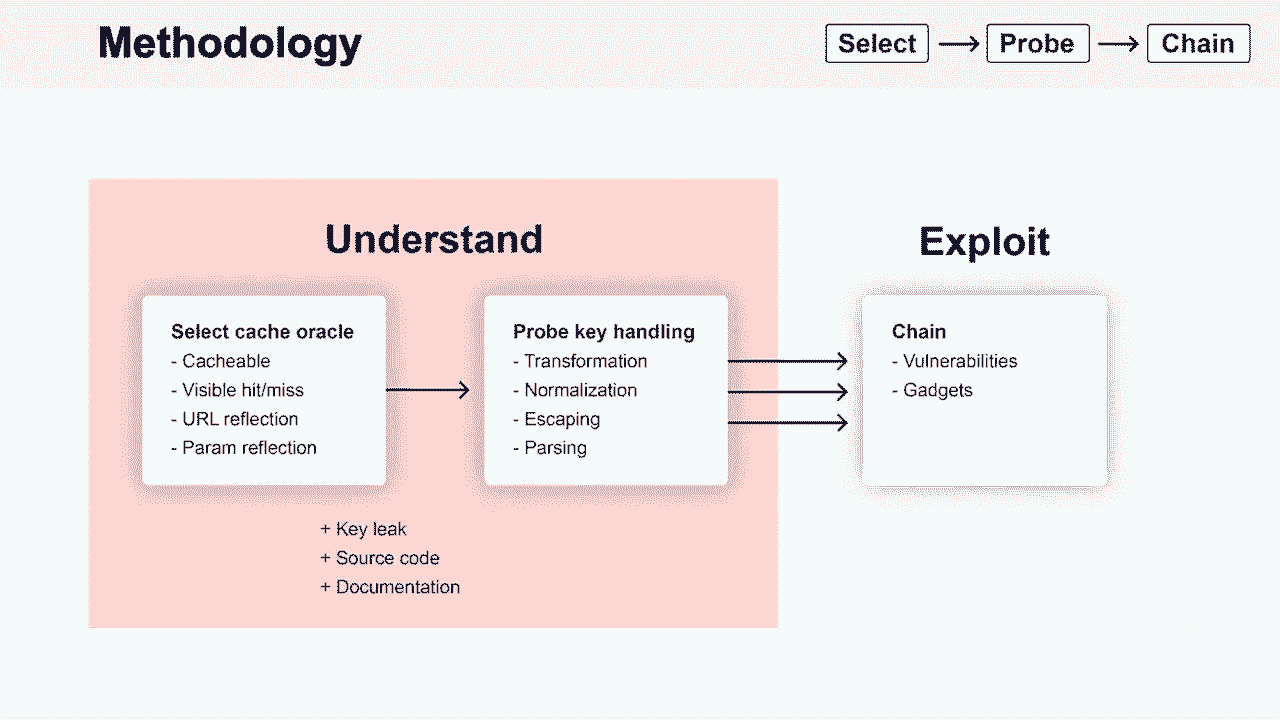 Methodology
Select
Probe
Chain
Understand
Exploit
Select cache oracle
- Cacheable
- Visible hit/miss
- URL reflection
- Param reflection
Probe key handling
- Transformation
- Normalization
- Escaping
- Parsing
Chain
- Vulnerabilities
- Gadgets
+ Key leak
+ Source code
+ Documentation